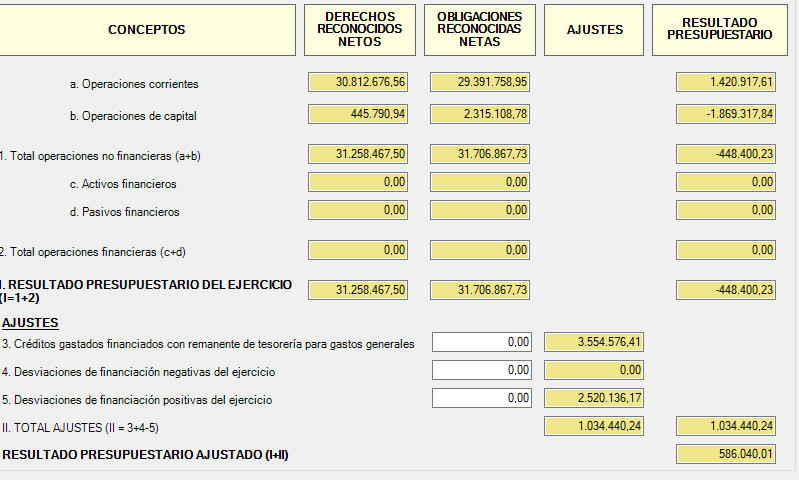 CONCEPTOS DERECHOS RECONOCIDOS NETOS OBLIGACIONES RECONOCIDAS NETAS AJUSTES RESULTADO PRESUPUESTARIO
a. Operaciones corrientes 30.812.676,56 29.391.758,95 1.420.917,61
b. Operaciones de capital 445.790,94 2.315.108,78 -1.869.317,84
1. Total operaciones no financieras (a+b) 31.258.467,50 31.706.867,73 -448.400,23
c. Activos financieros 0,00 0,00 0,00
d. Pasivos financieros 0,00 0,00 0,00
2. Total operaciones financieras (c+d) 0,00 0,00 0,00
I. RESULTADO PRESUPUESTARIO DEL EJERCICIO (I=1+2) 31.258.467,50 31.706.867,73 -448.400,23
AJUSTES
3. Créditos gastados financiados con remanente de tesorería para gastos generales 0,00 3.554.576,41
4. Desviaciones de financiación negativas del ejercicio 0,00 0,00
5. Desviaciones de financiación positivas del ejercicio 0,00 2.520.136,17
II. TOTAL AJUSTES (II = 3+4-5) 1.034.440,24 1.034.440,24
RESULTADO PRESUPUESTARIO AJUSTADO (I+II) 586.040,01